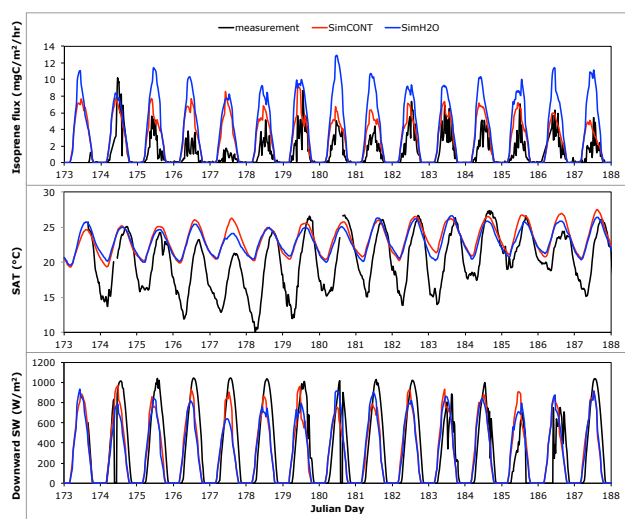 measurement SimCONT SimH2O
Isoprene flux (mgC/m²/hr)
14
12
10
8
6
4
2
0
173 174 175 176 177 178 179 180 181 182 183 184 185 186 187 188
SAT (°C)
30
25
20
15
10
173 174 175 176 177 178 179 180 181 182 183 184 185 186 187 188
Downward SW (W/m²)
1200
1000
800
600
400
200
0
173 174 175 176 177 178 179 180 181 182 183 184 185 186 187 188
Julian Day